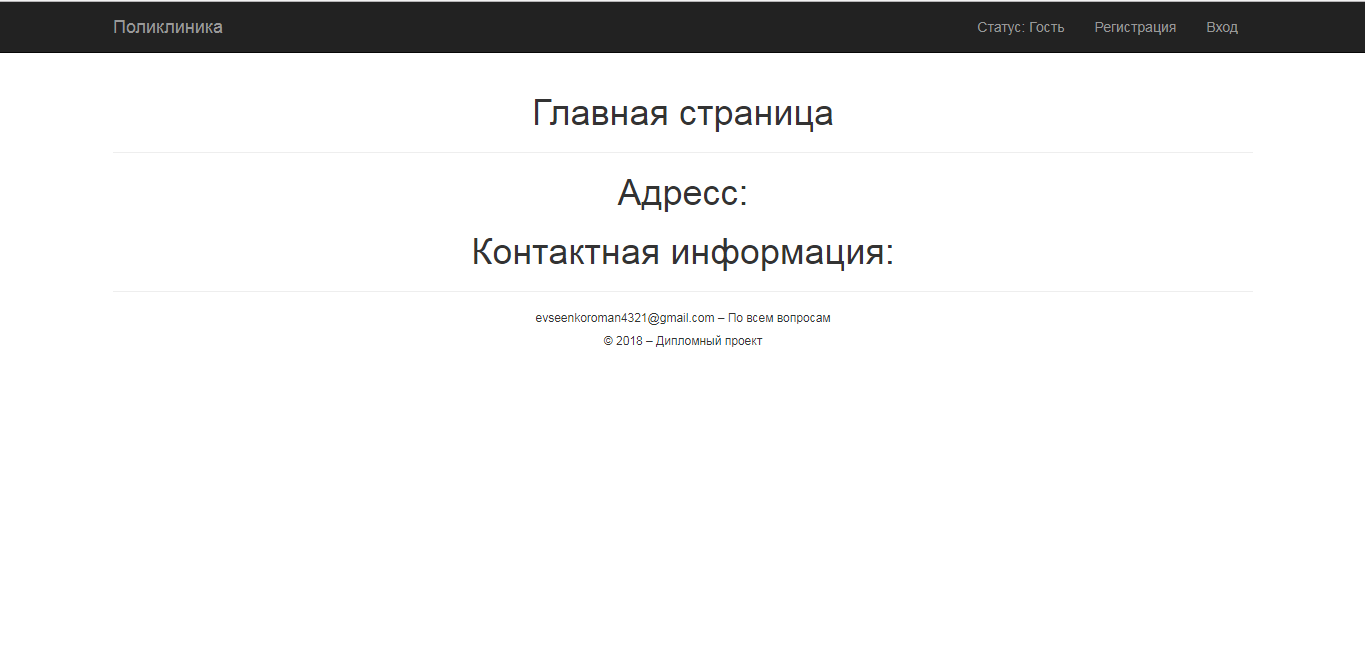 Поликлиника Статус: Гость Регистрация Вход
Главная страница
Адресс:
Контактная информация:
evseenkoroman4321@gmail.com – По всем вопросам
© 2018 – Дипломный проект